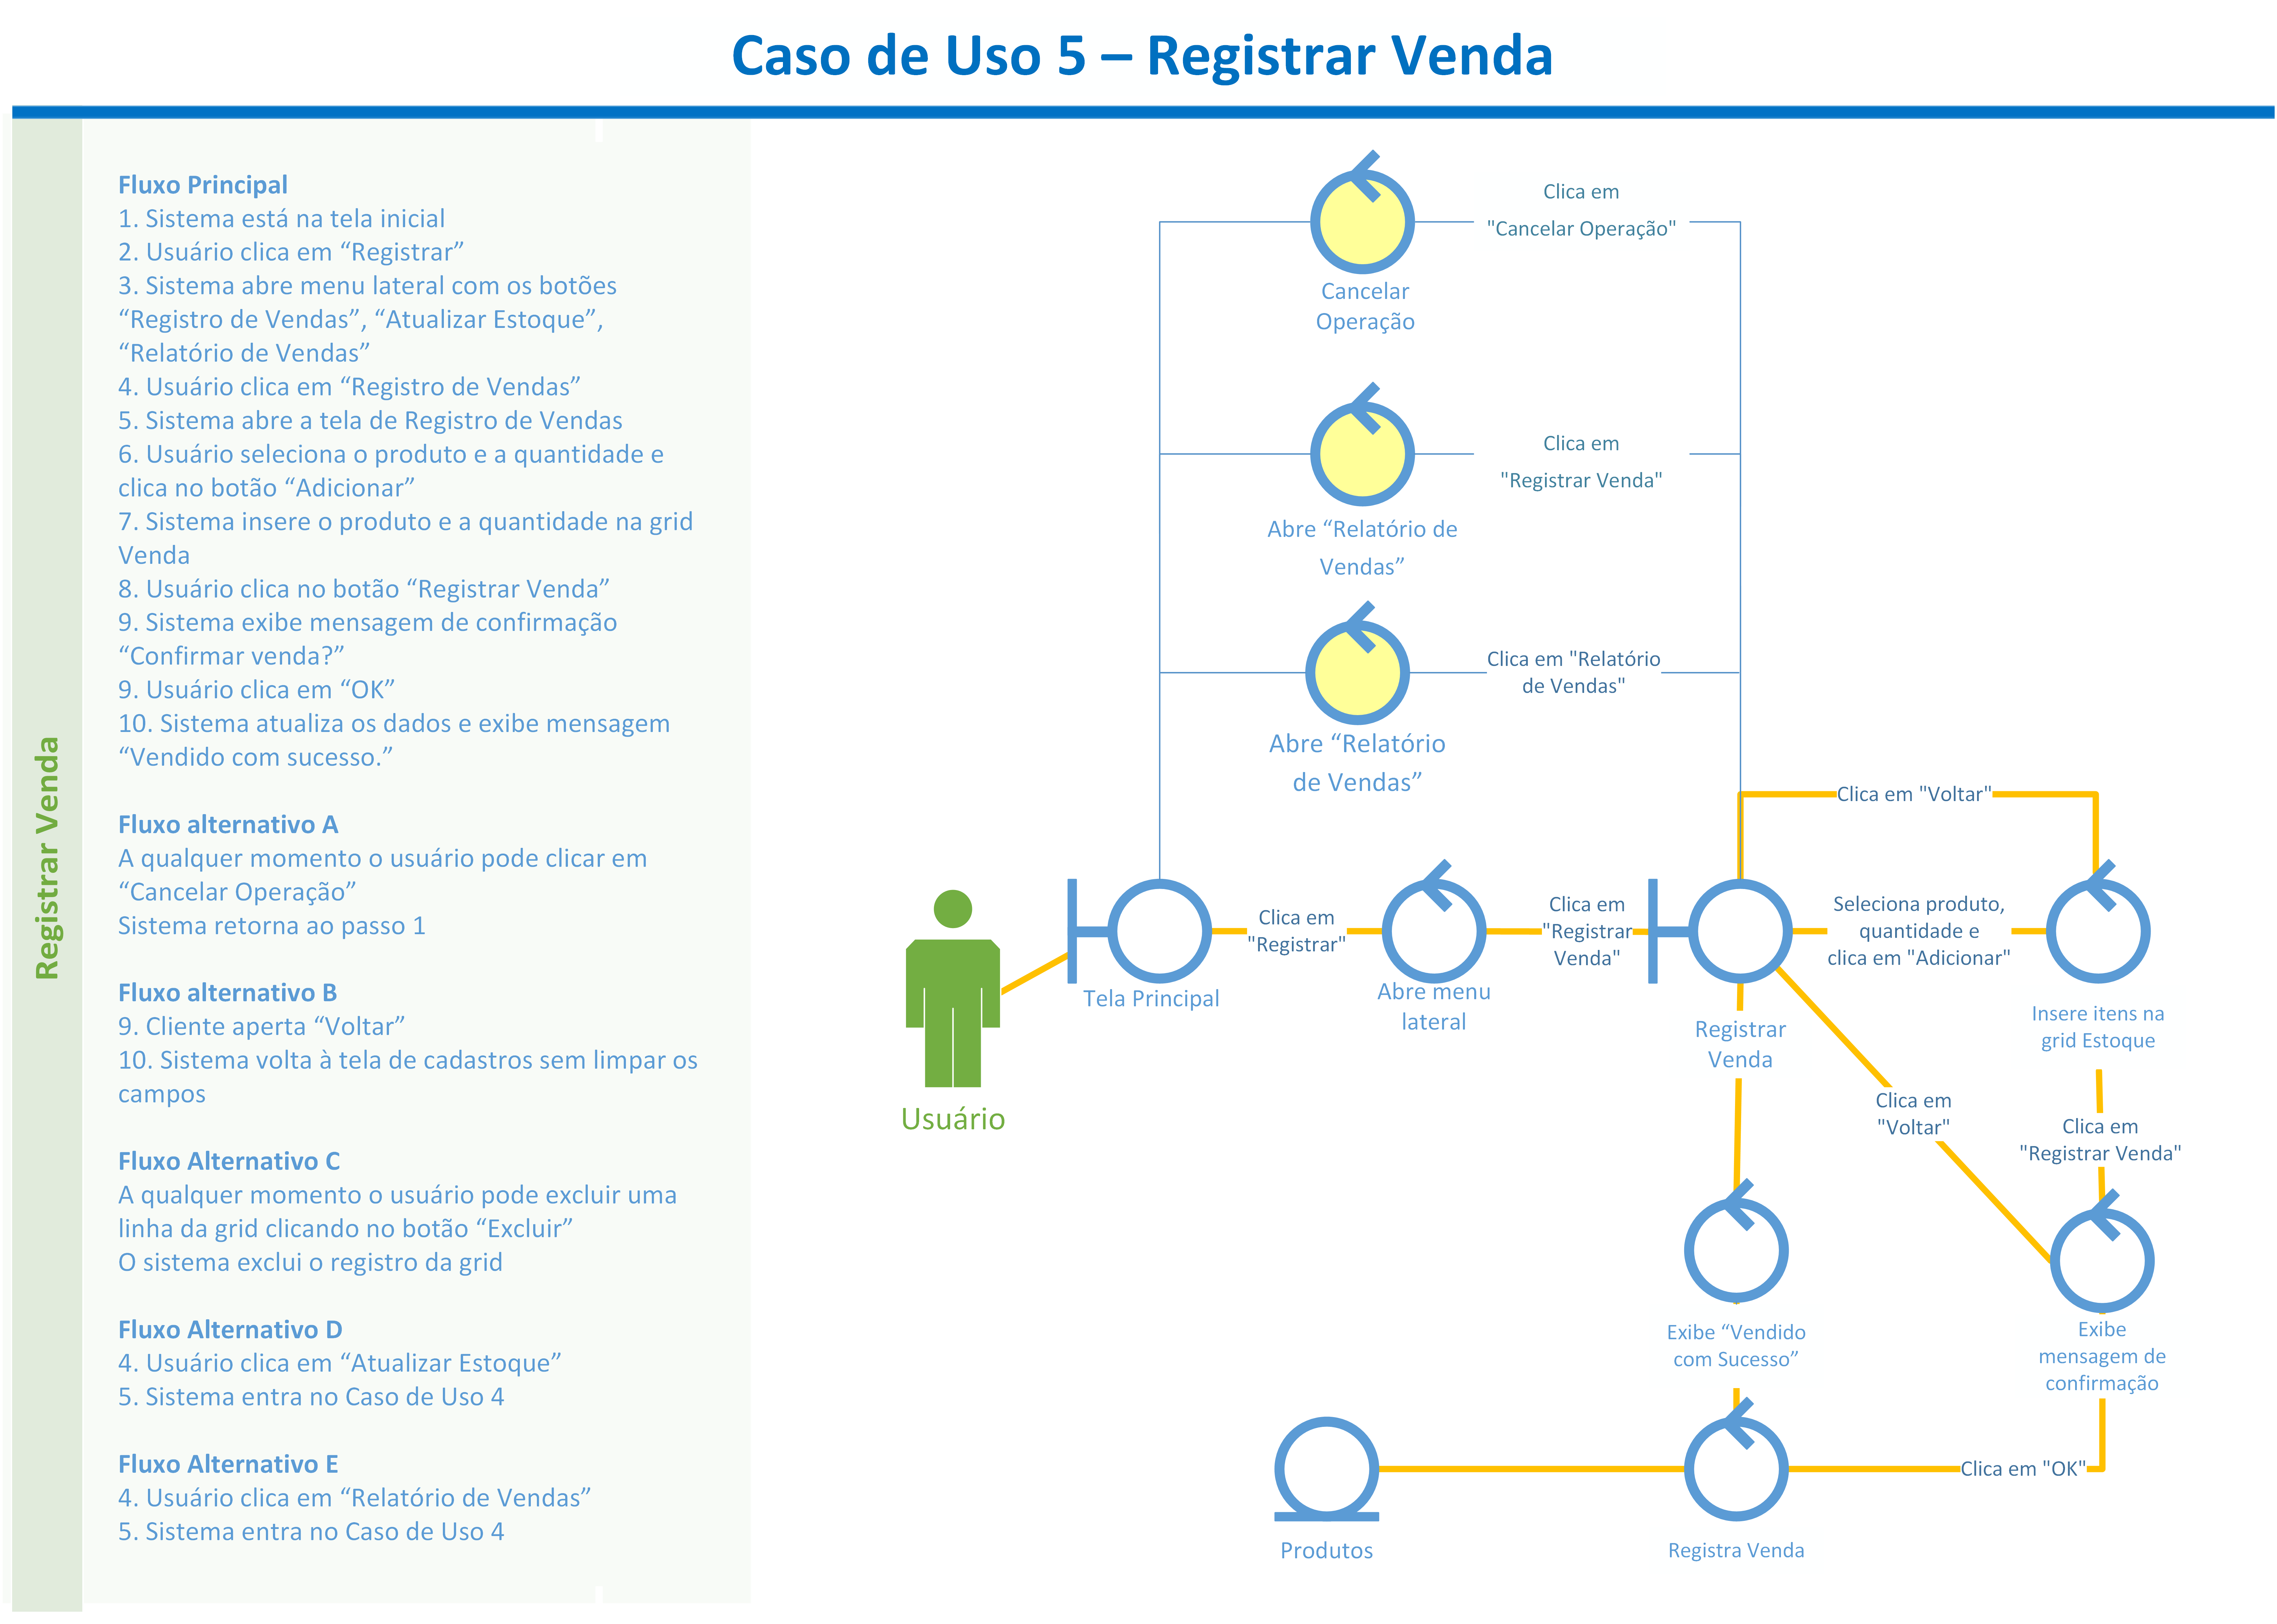 Caso de Uso 5 – Registrar Venda
Registrar Venda
Fluxo Principal
1. Sistema está na tela inicial
2. Usuário clica em “Registrar”
3. Sistema abre menu lateral com os botões
“Registro de Vendas”, “Atualizar Estoque”,
“Relatório de Vendas”
4. Usuário clica em “Registro de Vendas”
5. Sistema abre a tela de Registro de Vendas
6. Usuário seleciona o produto e a quantidade e
clica no botão “Adicionar”
7. Sistema insere o produto e a quantidade na grid
Venda
8. Usuário clica no botão “Registrar Venda”
9. Sistema exibe mensagem de confirmação
“Confirmar venda?”
9. Usuário clica em “OK”
10. Sistema atualiza os dados e exibe mensagem
“Vendido com sucesso.”
Fluxo alternativo A
A qualquer momento o usuário pode clicar em
“Cancelar Operação”
Sistema retorna ao passo 1
Fluxo alternativo B
9. Cliente aperta “Voltar”
10. Sistema volta à tela de cadastros sem limpar os
campos
Fluxo Alternativo C
A qualquer momento o usuário pode excluir uma
linha da grid clicando no botão “Excluir”
O sistema exclui o registro da grid
Fluxo Alternativo D
4. Usuário clica em “Atualizar Estoque”
5. Sistema entra no Caso de Uso 4
Fluxo Alternativo E
4. Usuário clica em “Relatório de Vendas”
5. Sistema entra no Caso de Uso 4
Clica em
"Cancelar Operação"
Cancelar
Operação
Clica em
"Registrar Venda"
Abre “Relatório de
Vendas”
Clica em "Relatório
de Vendas"
Abre “Relatório
de Vendas”
Clica em "Voltar"
Usuário
Tela Principal
Clica em
"Registrar"
Abre menu
lateral
Clica em
"Registrar
Venda"
Registrar
Venda
Seleciona produto,
quantidade e
clica em "Adicionar"
Insere itens na
grid Estoque
Clica em
"Voltar"
Clica em
"Registrar Venda"
Exibe “Vendido
com Sucesso”
Exibe
mensagem de
confirmação
Clica em "OK"
Produtos
Registra Venda